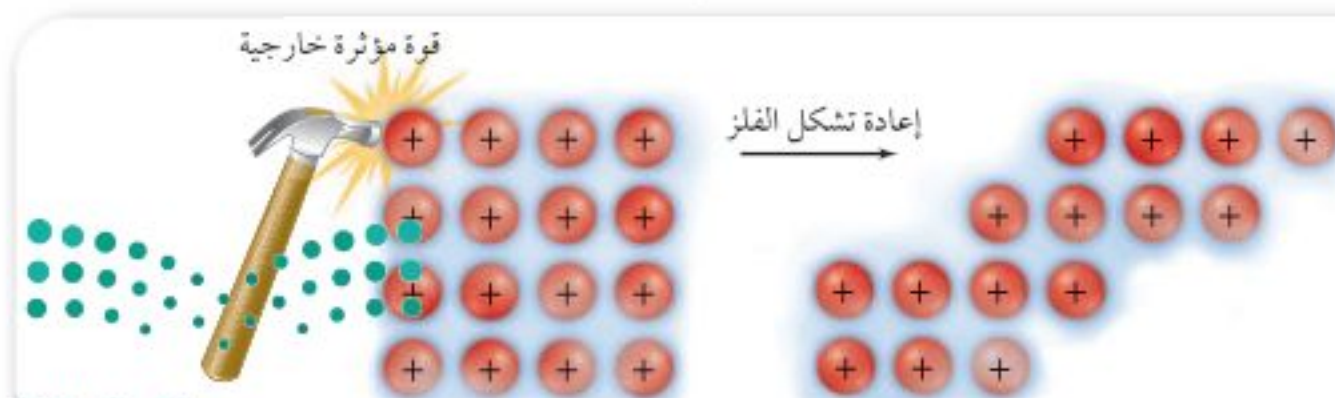 قوة مؤثرة خارجية
إعادة تشكل الفلز
+ + + + + + + +
+ + + + + + + +
+ + + + + + + +
+ + + + + + +